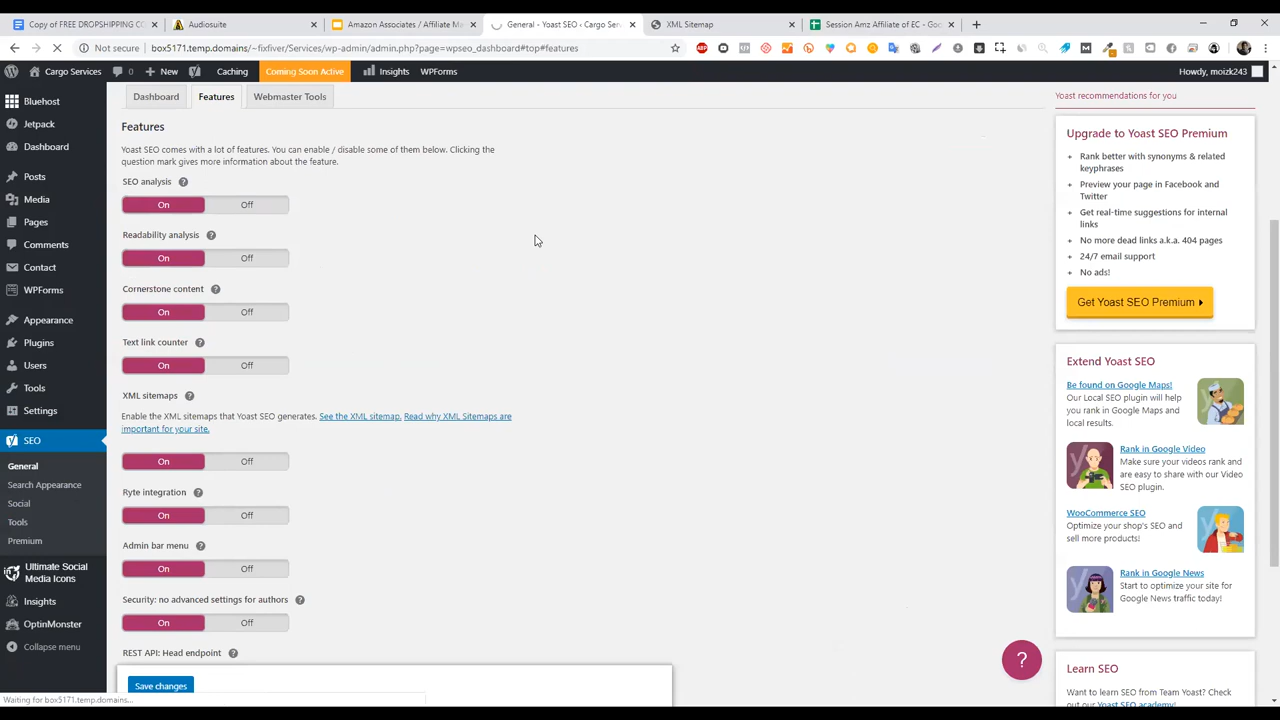 Copy of FREE DROPSHIPPING CO
Audiosuite
Amazon Associates / Affiliate Ma
General - Yoast SEO ‹ Cargo Serv
XML Sitemap
Session Amz Affiliate of EC - Goo
Not secure
box5171.temp.domains/~fixfiver/Services/wp-admin/admin.php?page=wpseo_dashboard#top#features
Cargo Services
0
New
Caching
Coming Soon Active
Insights
WPForms
Howdy, moizk243
Bluehost
Jetpack
Dashboard
Posts
Media
Pages
Comments
Contact
WPForms
Appearance
Plugins
Users
Tools
Settings
SEO
General
Search Appearance
Social
Tools
Premium
Ultimate Social
Media Icons
Insights
OptinMonster
Collapse menu
Dashboard
Features
Webmaster Tools
Features
Yoast SEO comes with a lot of features. You can enable / disable some of them below. Clicking the
question mark gives more information about the feature.
SEO analysis
On Off
Readability analysis
On Off
Cornerstone content
On Off
Text link counter
On Off
XML sitemaps
Enable the XML sitemaps that Yoast SEO generates. See the XML sitemap. Read why XML Sitemaps are
important for your site.
On Off
Ryte integration
On Off
Admin bar menu
On Off
Security: no advanced settings for authors
On Off
REST API: Head endpoint
Save changes
Yoast recommendations for you
Upgrade to Yoast SEO Premium
+ Rank better with synonyms & related
keyphrases
+ Preview your page in Facebook and
Twitter
+ Get real-time suggestions for internal
links
+ No more dead links a.k.a. 404 pages
+ 24/7 email support
+ No ads!
Get Yoast SEO Premium
Extend Yoast SEO
Be found on Google Maps!
Our Local SEO plugin will help
you rank in Google Maps and
local results.
Rank in Google Video
Make sure your videos rank and
are easy to share with our Video
SEO plugin.
WooCommerce SEO
Optimize your shop's SEO and
sell more products!
Rank in Google News
Start to optimize your site for
Google News traffic today!
?
Learn SEO
Want to learn SEO from Team Yoast? Check
out our Yoast SEO academy!
Waiting for box5171.temp.domains...